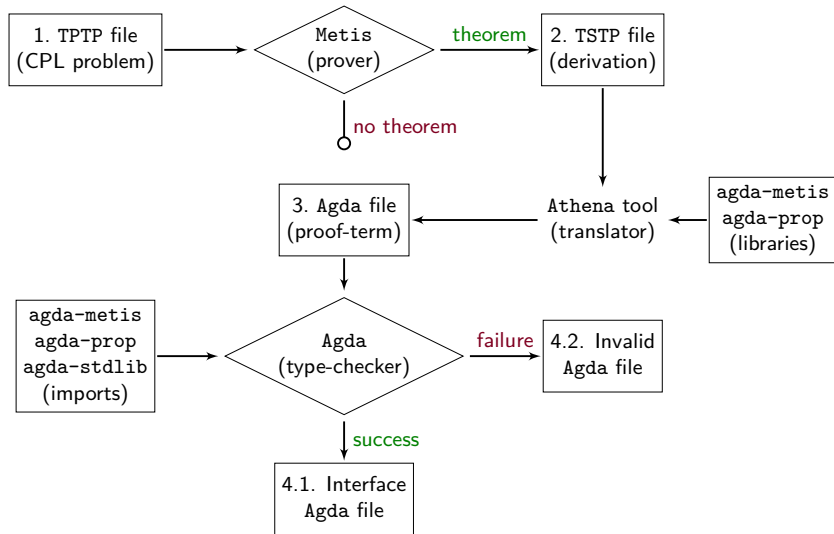 1. TPTP file
(CPL problem)
Metis
(prover)
theorem
2. TSTP file
(derivation)
no theorem
3. Agda file
(proof-term)
Athena tool
(translator)
agda-metis
agda-prop
(libraries)
agda-metis
agda-prop
agda-stdlib
(imports)
Agda
(type-checker)
failure
4.2. Invalid
Agda file
success
4.1. Interface
Agda file